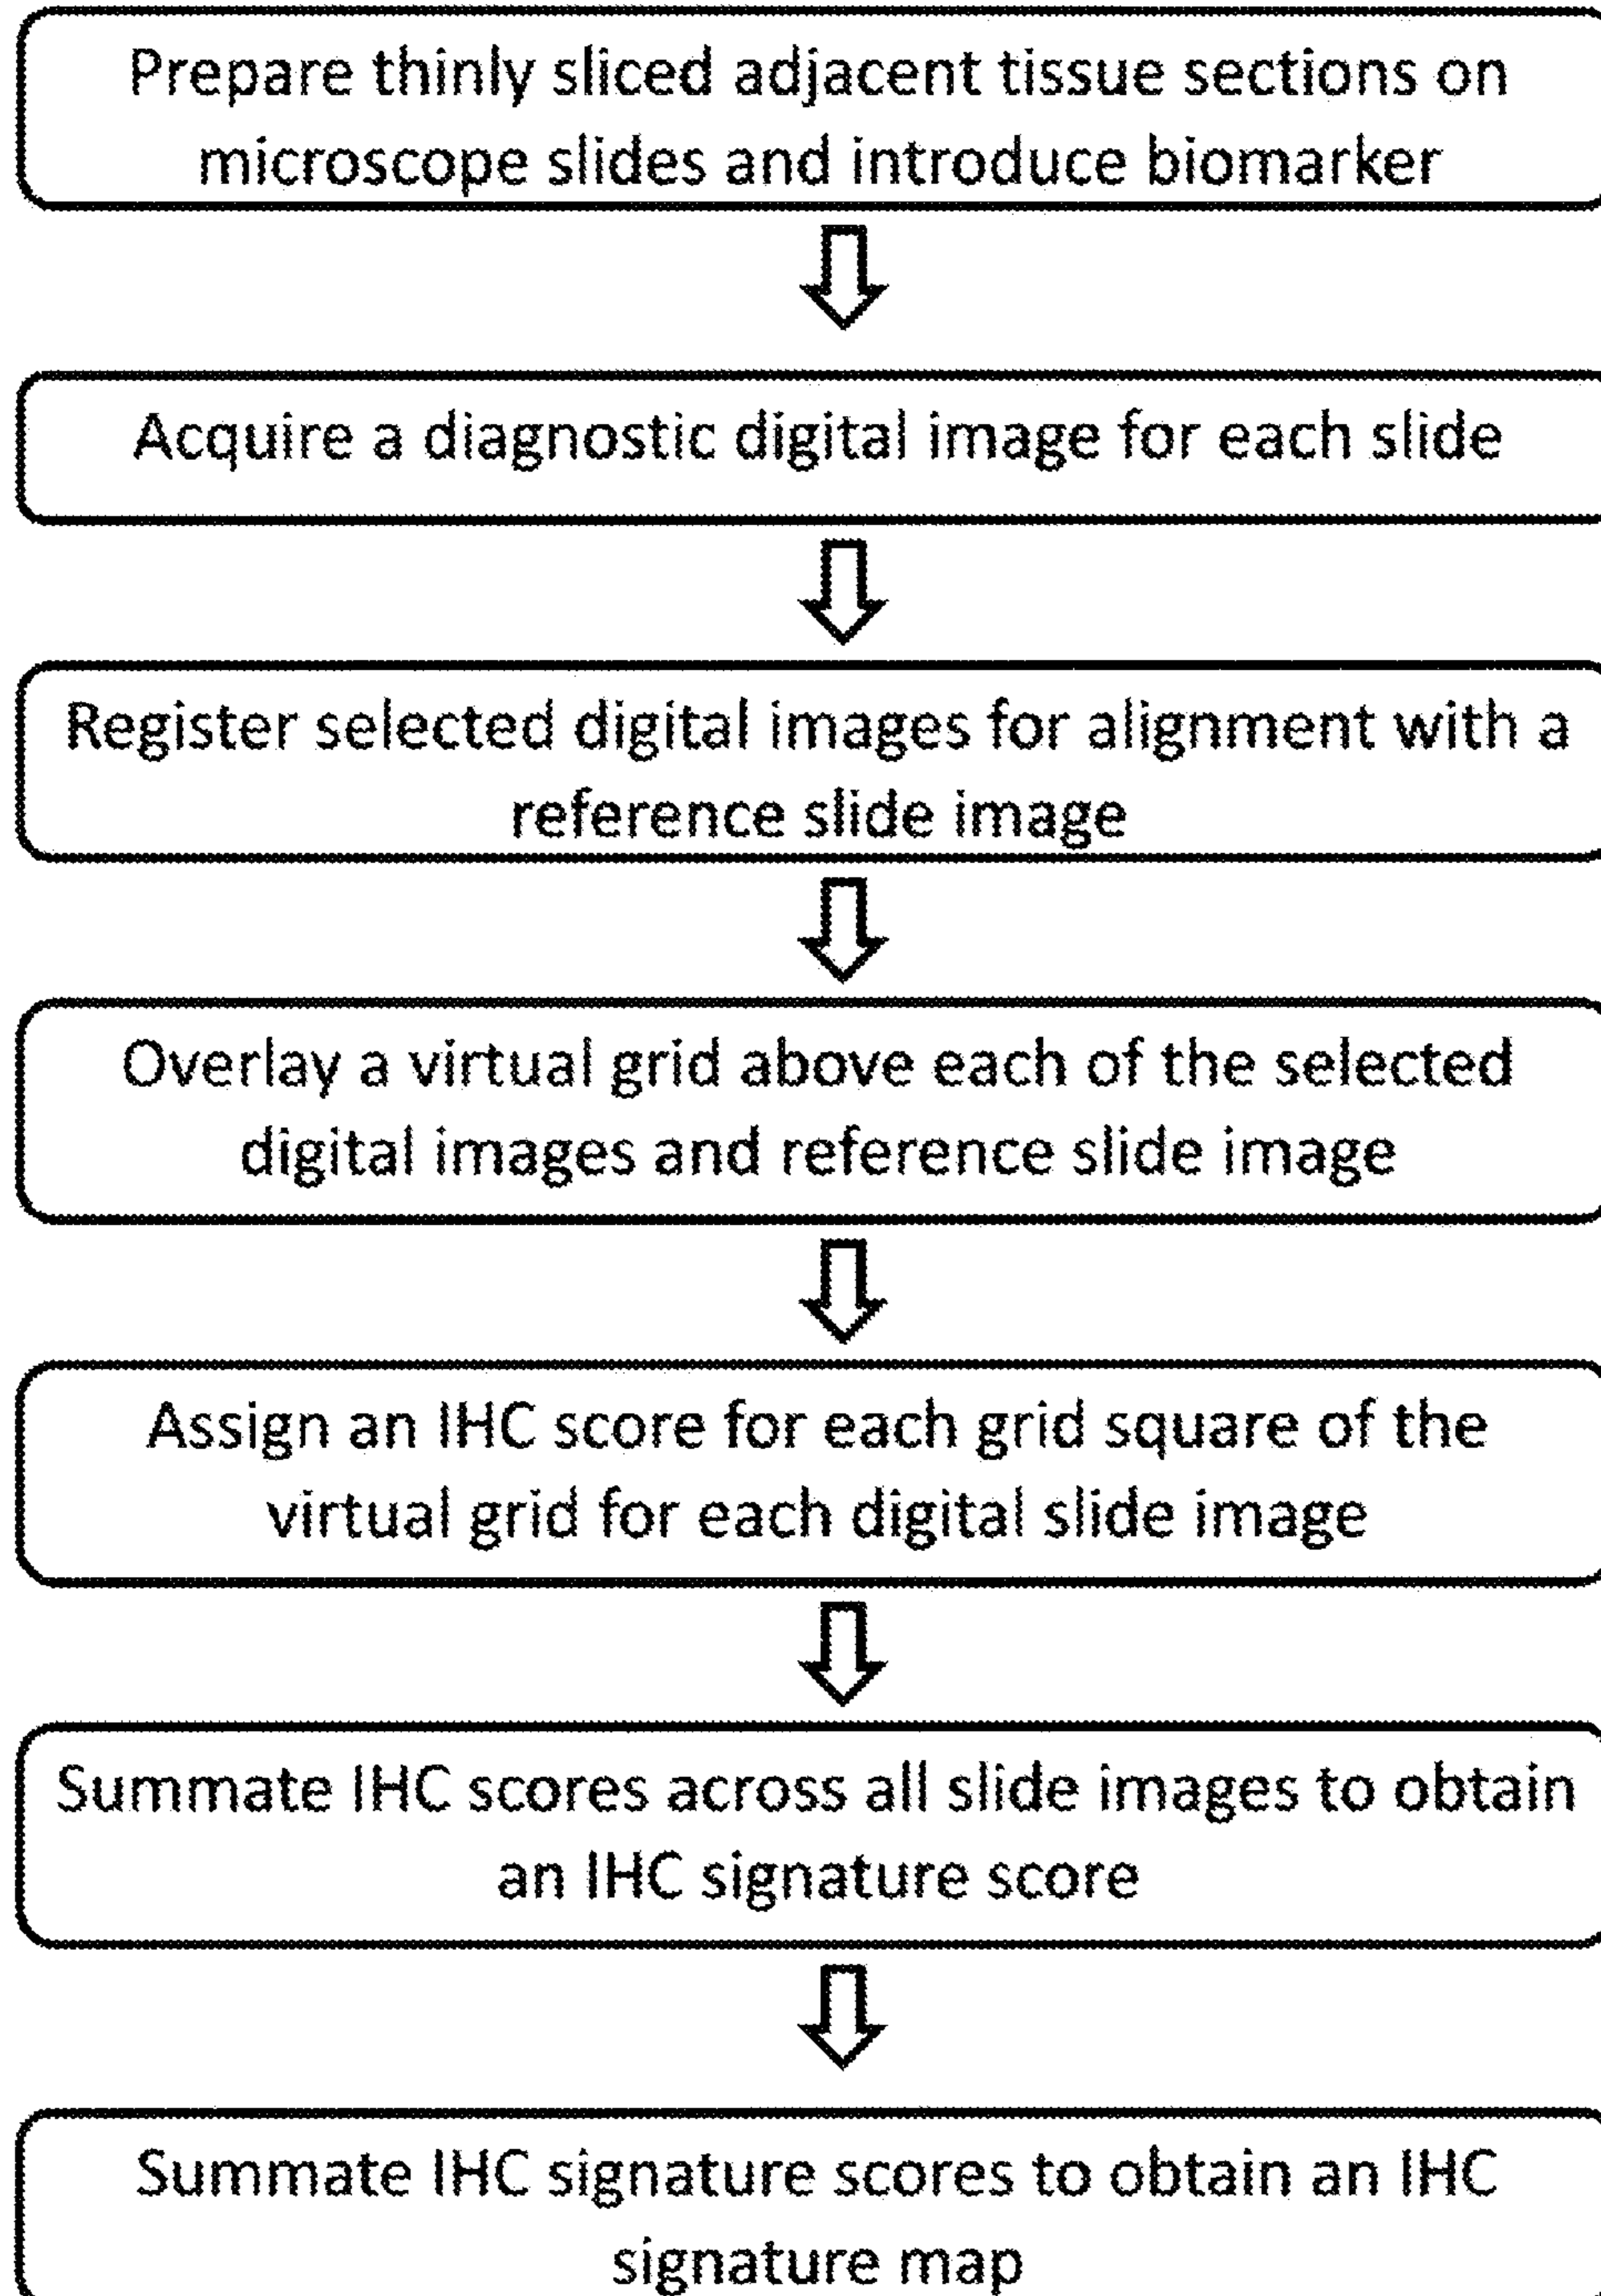 Prepare thinly sliced adjacent tissue sections on
microscope slides and introduce biomarker
Acquire a diagnostic digital image for each slide
Register selected digital images for alignment with a
reference slide image
Overlay a virtual grid above each of the selected
digital images and reference slide image
Assign an IHC score for each grid square of the
virtual grid for each digital slide image
Summate IHC scores across all slide images to obtain
an IHC signature score
Summate IHC signature scores to obtain an IHC
signature map